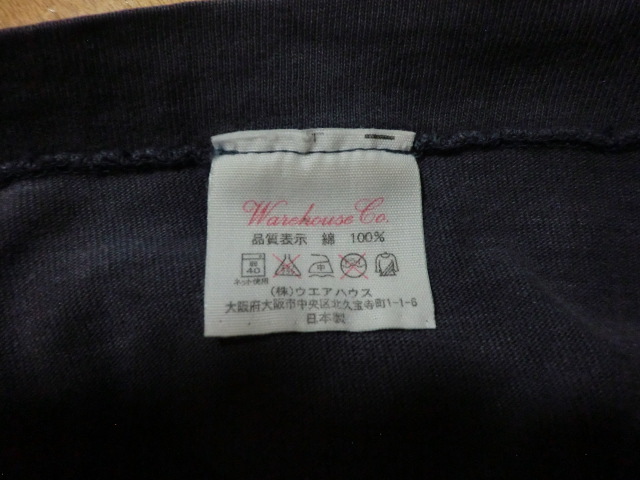 Warehouse Co.
品質表示 綿 100%
弱 40 中
ネット使用
(株)ウエアハウス
大阪府大阪市中央区北久宝寺町1-1-6
日本製